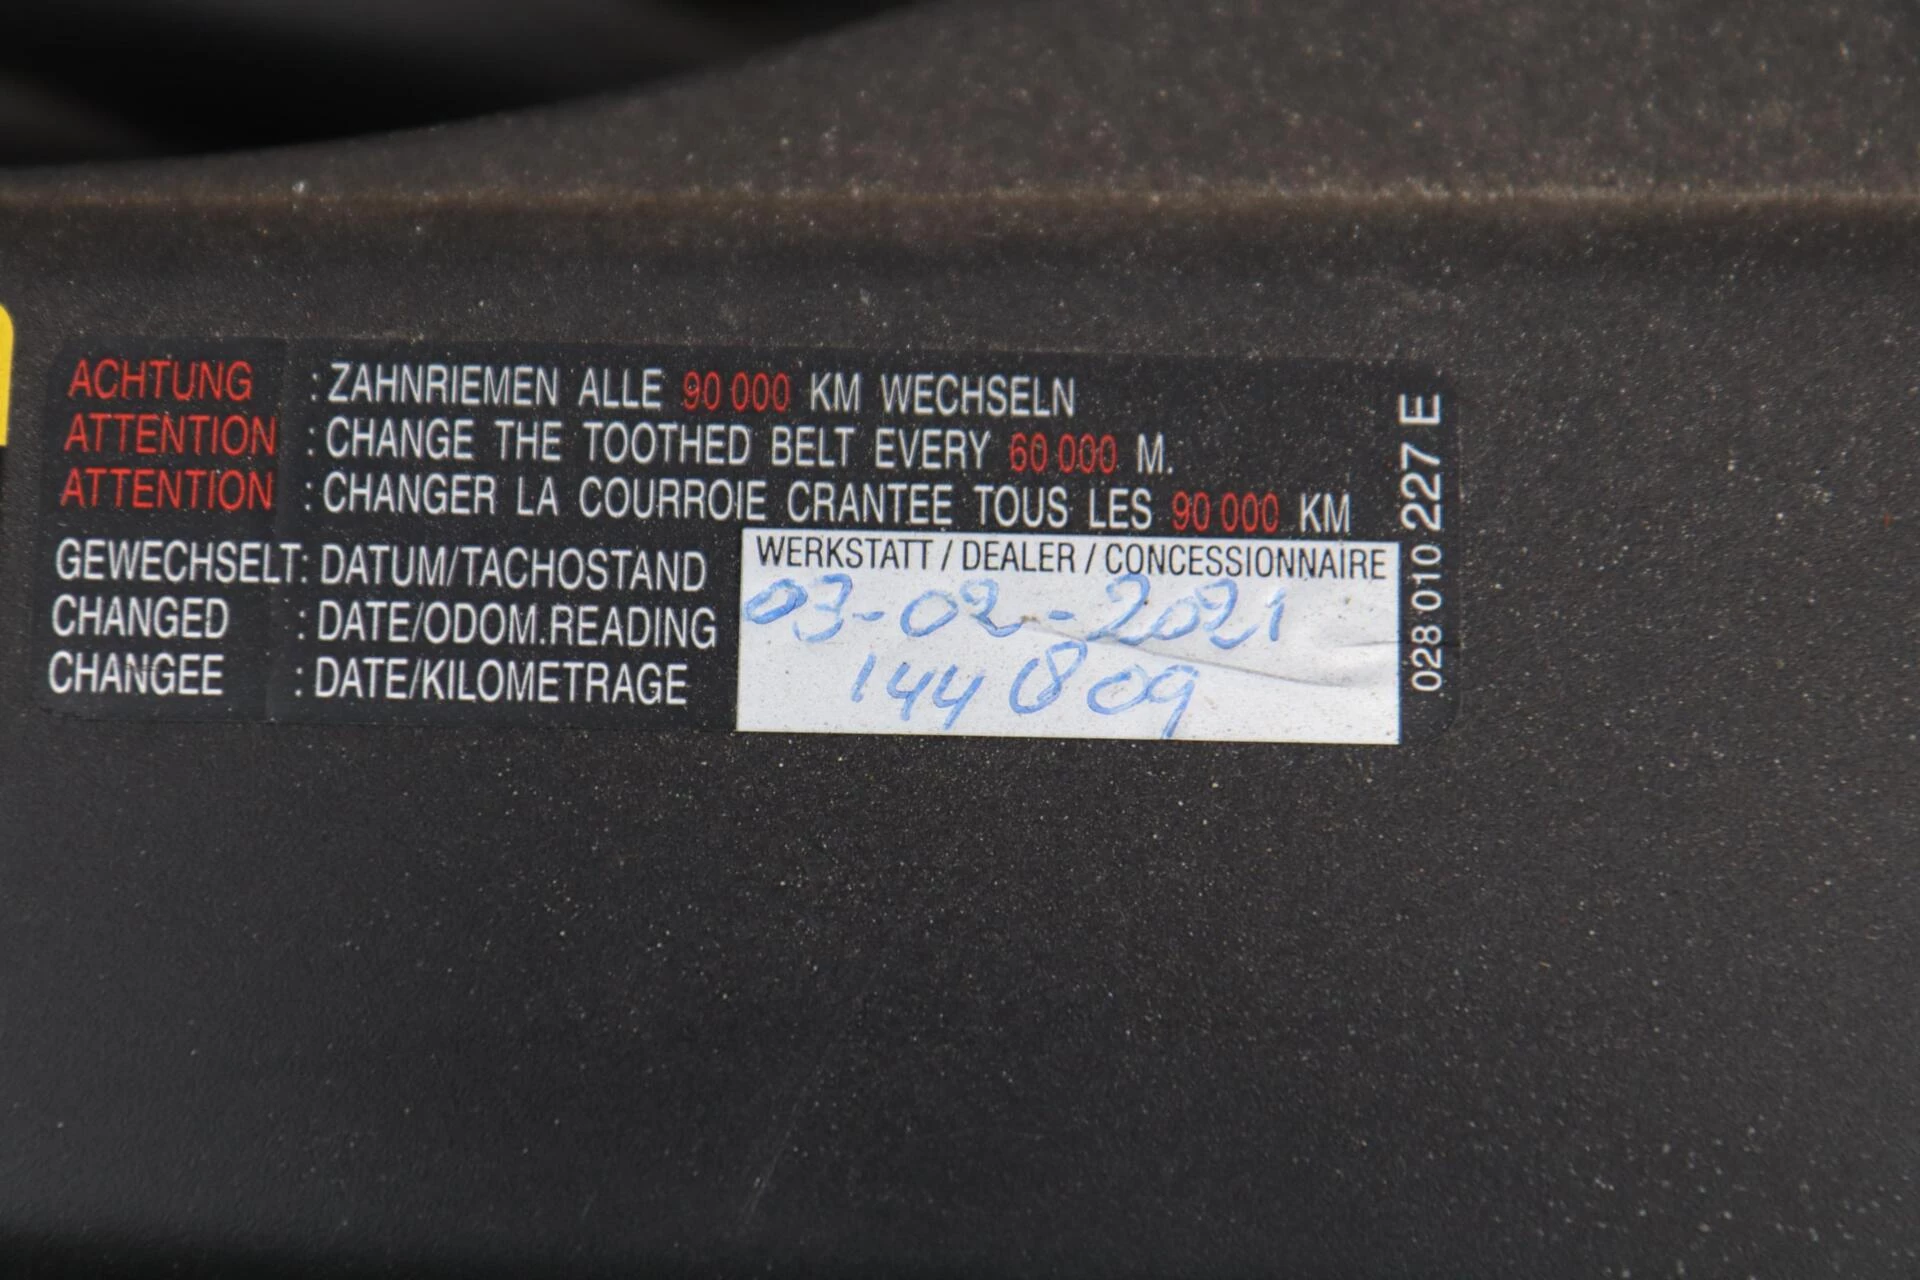 ACHTUNG : ZAHNRIEMEN ALLE 90 000 KM WECHSELN
ATTENTION : CHANGE THE TOOTHED BELT EVERY 60 000 M.
ATTENTION : CHANGER LA COURROIE CRANTEE TOUS LES 90 000 KM
GEWECHSELT: DATUM/TACHOSTAND
CHANGED : DATE/ODOM.READING
CHANGEE : DATE/KILOMETRAGE
WERKSTATT / DEALER / CONCESSIONNAIRE
03-02-2021
144 809
028 010 227 E